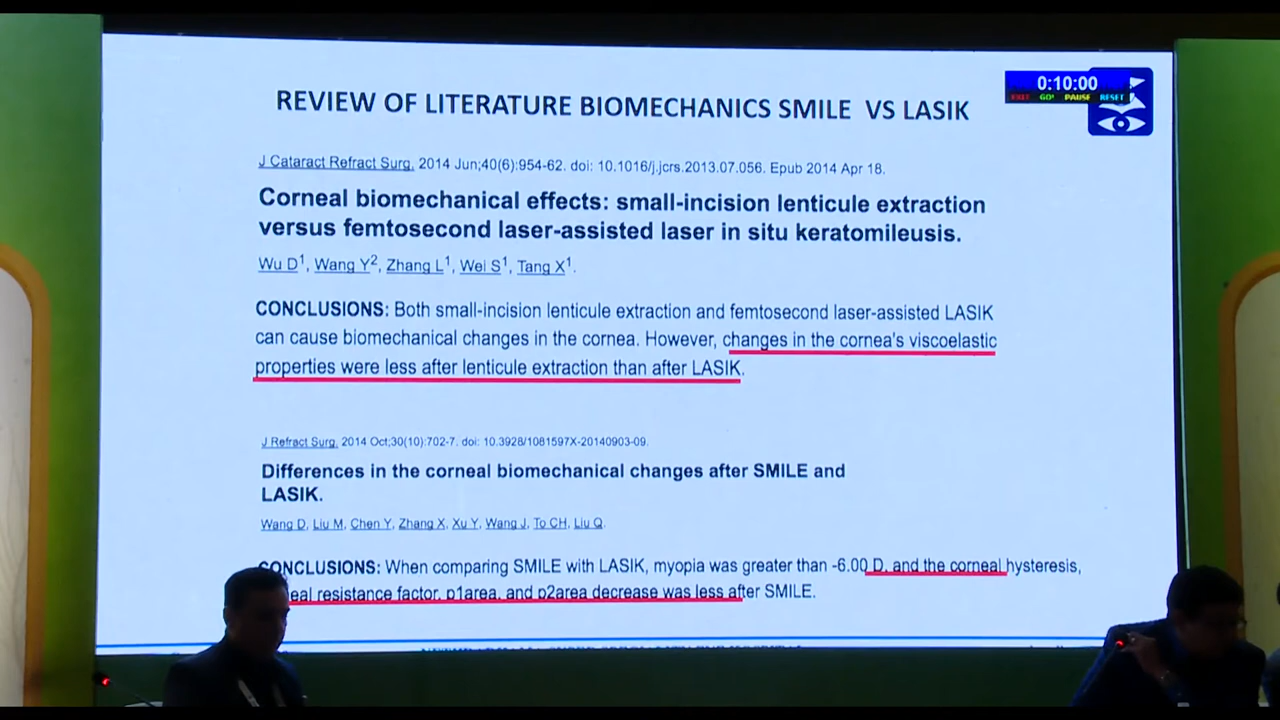 0:10:00
EXIT GO! PAUSE RESET
REVIEW OF LITERATURE BIOMECHANICS SMILE VS LASIK
J Cataract Refract Surg. 2014 Jun;40(6):954-62. doi: 10.1016/j.jcrs.2013.07.056. Epub 2014 Apr 18.
Corneal biomechanical effects: small-incision lenticule extraction
versus femtosecond laser-assisted laser in situ keratomileusis.
Wu D1, Wang Y2, Zhang L1, Wei S1, Tang X1.
CONCLUSIONS: Both small-incision lenticule extraction and femtosecond laser-assisted LASIK
can cause biomechanical changes in the cornea. However, changes in the cornea's viscoelastic
properties were less after lenticule extraction than after LASIK.
J Refract Surg. 2014 Oct;30(10):702-7. doi: 10.3928/1081597X-20140903-09.
Differences in the corneal biomechanical changes after SMILE and
LASIK.
Wang D, Liu M, Chen Y, Zhang X, Xu Y, Wang J, To CH, Liu Q.
CONCLUSIONS: When comparing SMILE with LASIK, myopia was greater than -6.00 D, and the corneal hysteresis,
eal resistance factor, p1area, and p2area decrease was less after SMILE.